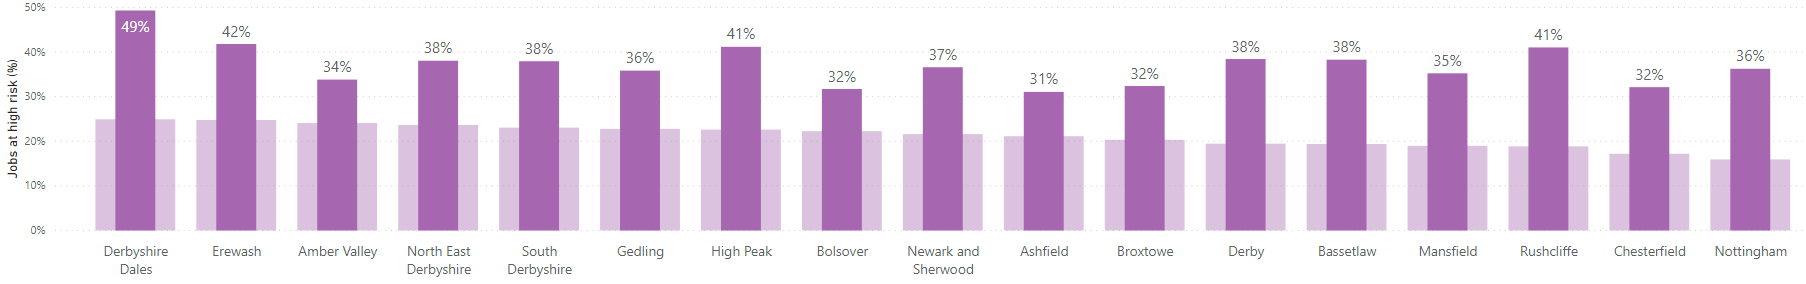 50%
40%
30%
20%
10%
0%
Jobs at high risk (%)
49%
42%
34%
38%
38%
36%
41%
32%
37%
31%
32%
38%
38%
35%
41%
32%
36%
Derbyshire
Dales
Erewash
Amber Valley
North East
Derbyshire
South
Derbyshire
Gedling
High Peak
Bolsover
Newark and
Sherwood
Ashfield
Broxtowe
Derby
Bassetlaw
Mansfield
Rushcliffe
Chesterfield
Nottingham